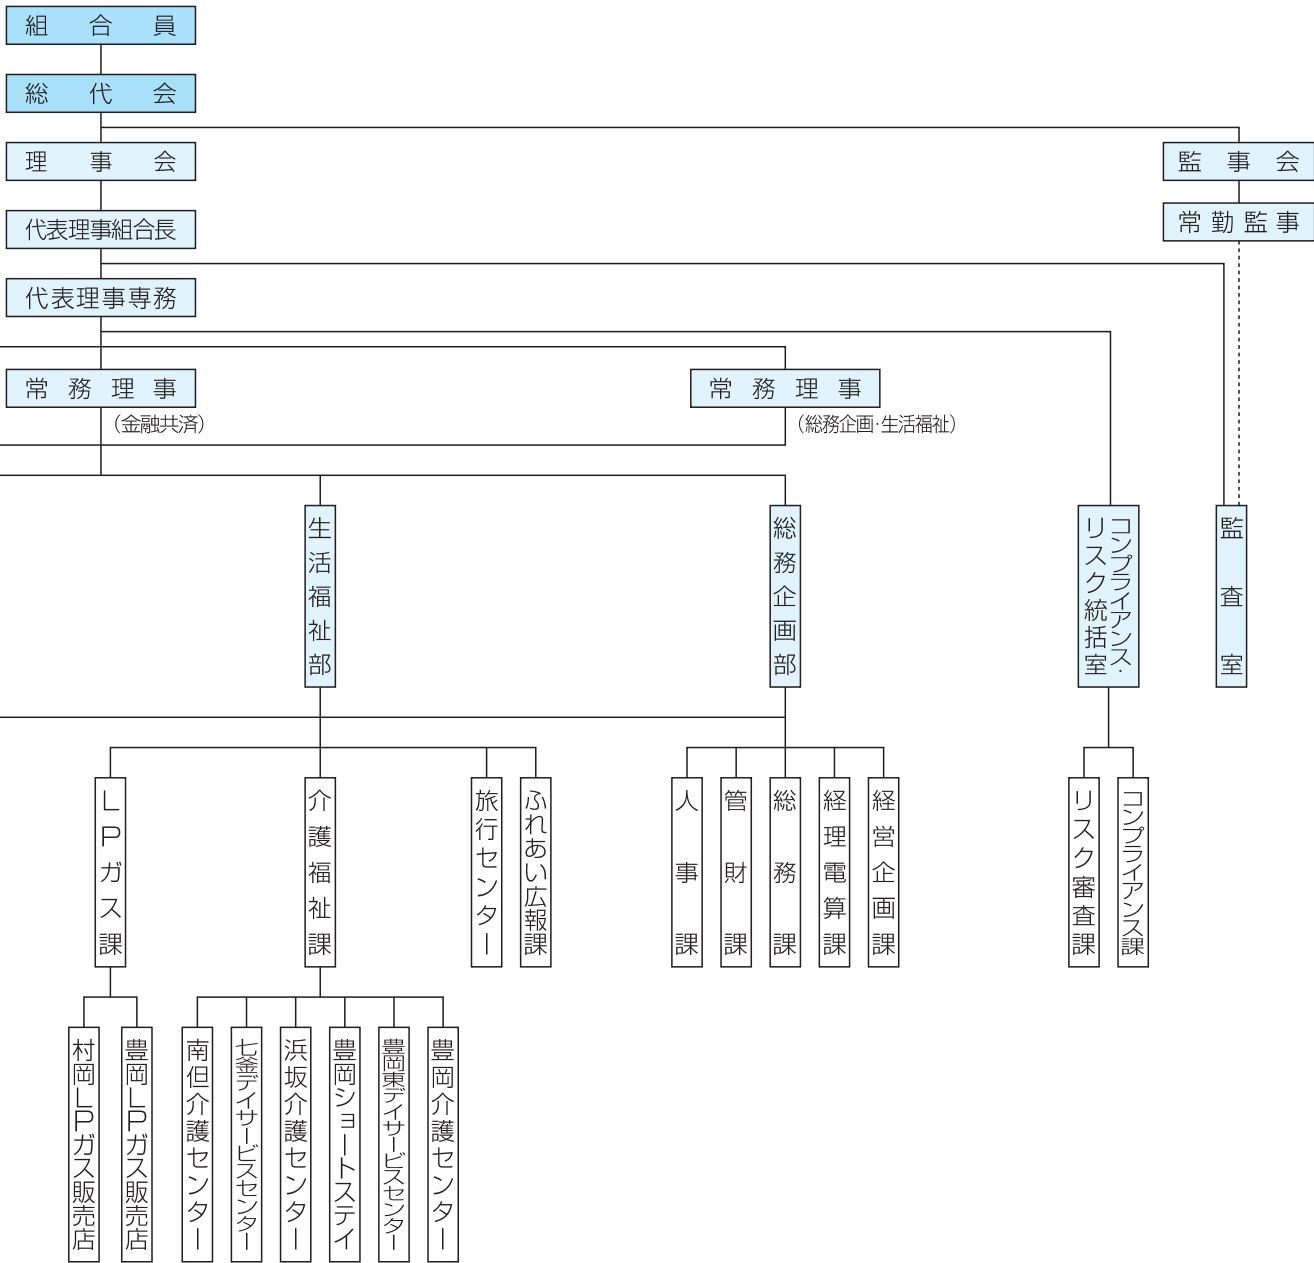 組合員
総代会
理事会
監事会
代表理事組合長
常勤監事
代表理事専務
常務理事
（金融共済）
常務理事
（総務企画·生活福祉）
生活福祉部
総務企画部
コンプライアンス·
リスク統括室
監査室
LPガス課
介護福祉課
旅行センター
ふれあい広報課
人事課
管財課
総務課
経理電算課
経営企画課
リスク審査課
コンプライアンス課
村岡LPガス販売店
豊岡LPガス販売店
南但介護センター
七釜デイサービスセンター
浜坂介護センター
豊岡ショートステイ
豊岡東デイサービスセンター
豊岡介護センター